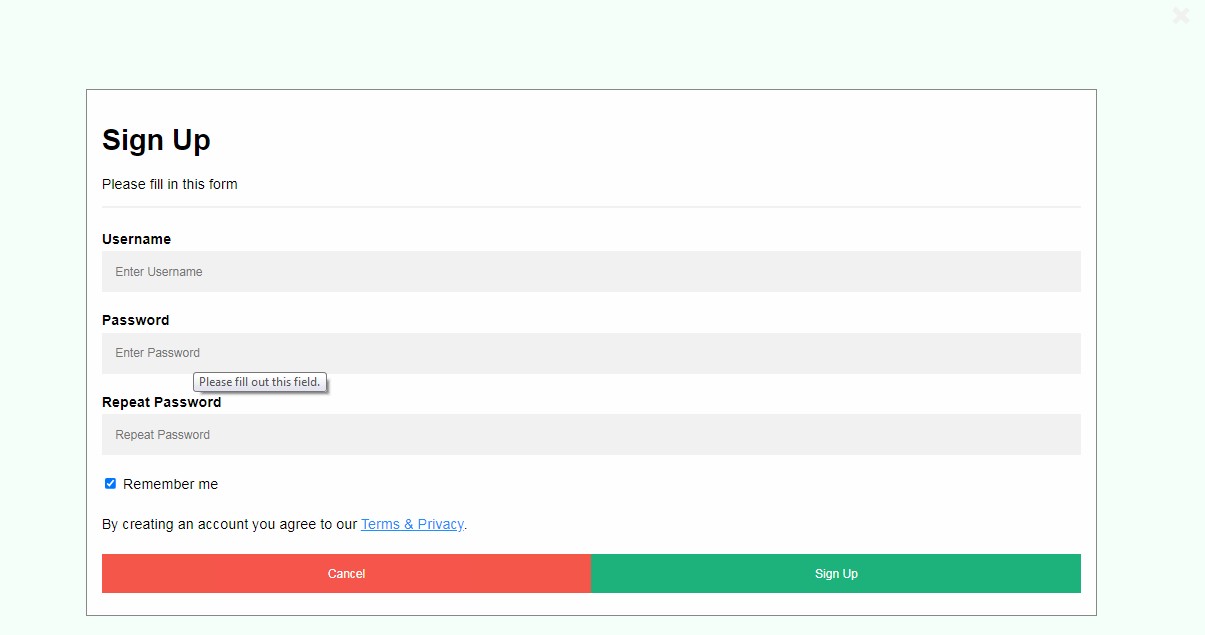 Sign Up
Please fill in this form
Username
Enter Username
Password
Enter Password
Please fill out this field.
Repeat Password
Repeat Password
Remember me
By creating an account you agree to our Terms & Privacy.
Cancel Sign Up